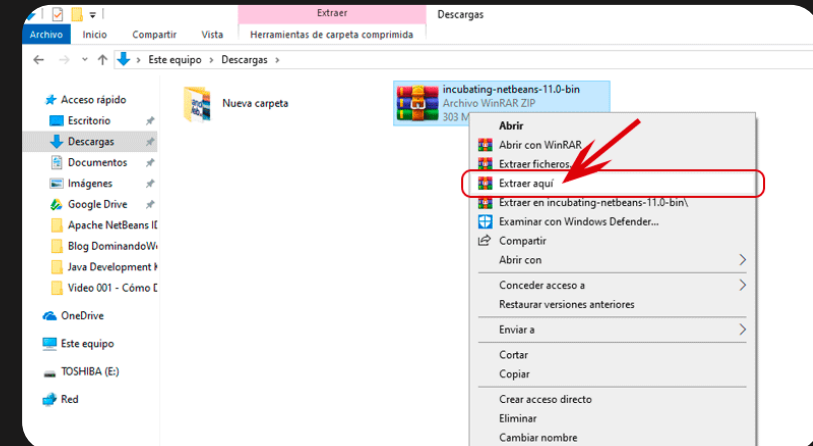 Extraer
Descargas
Archivo
Inicio
Compartir
Vista
Herramientas de carpeta comprimida
Este equipo > Descargas >
Acceso rápido
Escritorio
Descargas
Documentos
Imágenes
Google Drive
Apache NetBeans
Blog
Java Development
Video 001 - Cómo
OneDrive
Este equipo
TOSHIBA (E:)
Red
Nueva carpeta
incubating-netbeans-11.0-bin
Archivo WinRAR ZIP
303
Abrir
Abrir con WinRAR
Extraer ficheros...
Extraer aquí
Extraer en incubating-netbeans-11.0-bin\
Examinar con Windows Defender...
Compartir
Abrir con
Conceder acceso a
Restaurar versiones anteriores
Enviar a
Cortar
Copiar
Crear acceso directo
Eliminar
Cambiar nombre